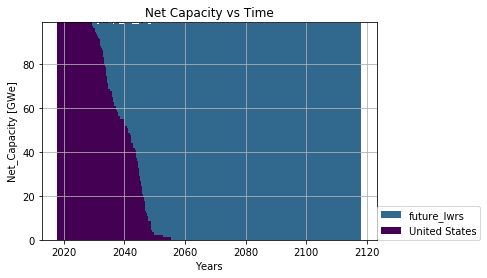 Net Capacity vs Time
Net_Capacity [GWe]
80
60
40
20
0
2020 2040 2060 2080 2100 2120
Years
future_lwrs
United States